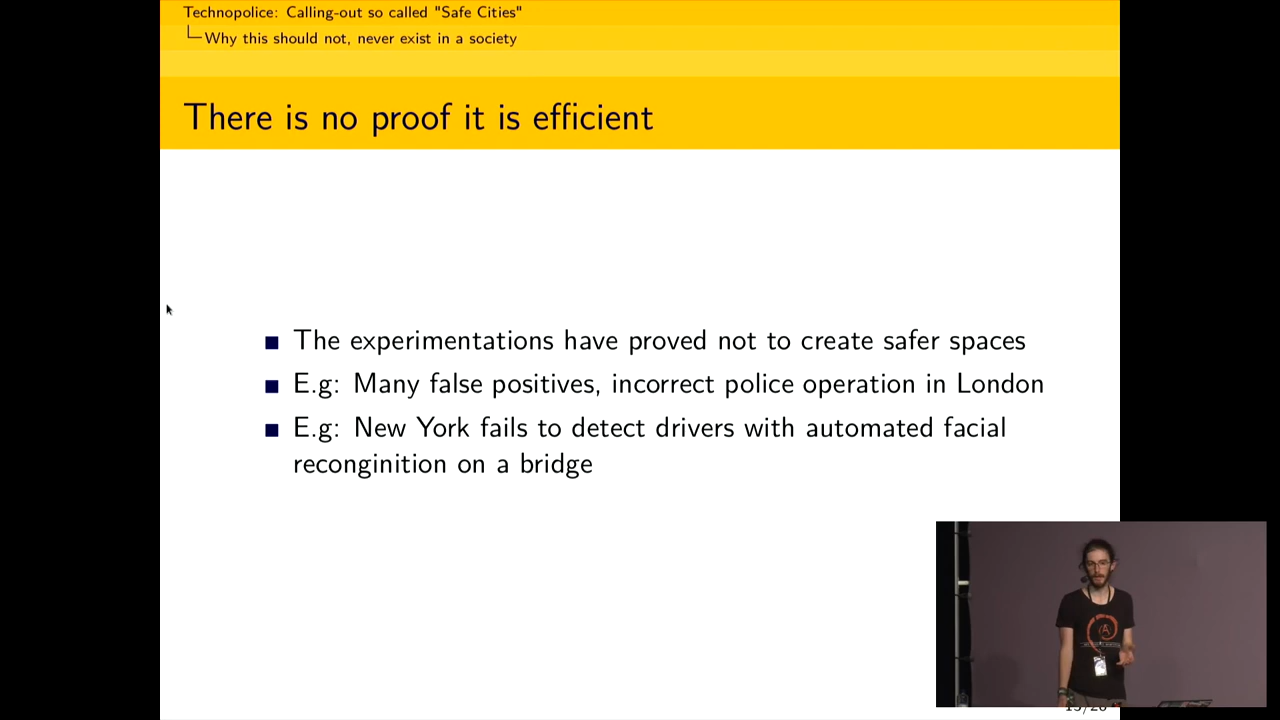 Technopolice: Calling-out so called "Safe Cities"
Why this should not, never exist in a society
There is no proof it is efficient
The experimentations have proved not to create safer spaces
E.g: Many false positives, incorrect police operation in London
E.g: New York fails to detect drivers with automated facial
reconginition on a bridge